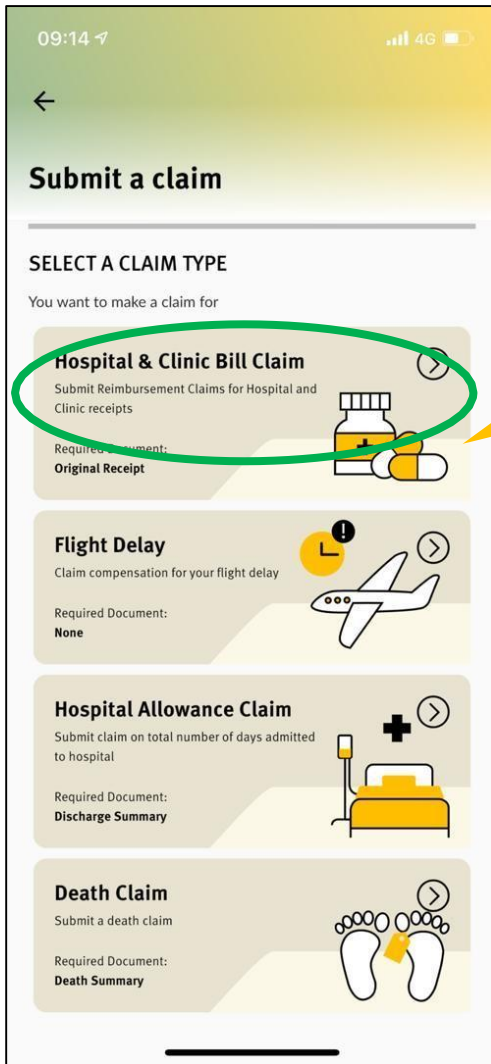 09:14
4G
Submit a claim
SELECT A CLAIM TYPE
You want to make a claim for
Hospital & Clinic Bill Claim
Submit Reimbursement Claims for Hospital and
Clinic receipts
Required Document:
Original Receipt
Flight Delay
Claim compensation for your flight delay
Required Document:
None
Hospital Allowance Claim
Submit claim on total number of days admitted
to hospital
Required Document:
Discharge Summary
Death Claim
Submit a death claim
Required Document:
Death Summary